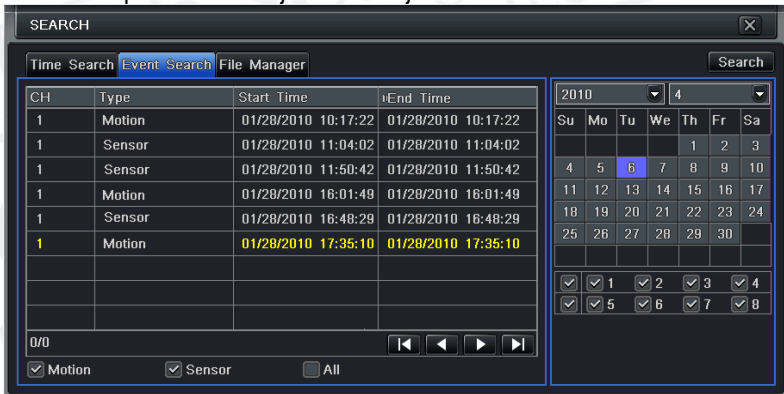 SEARCH
Time Search Event Search File Manager Search
CH Type Start Time End Time
1 Motion 01/28/2010 10:17:22 01/28/2010 10:17:22
1 Sensor 01/28/2010 11:04:02 01/28/2010 11:04:02
1 Sensor 01/28/2010 11:50:42 01/28/2010 11:50:42
1 Motion 01/28/2010 16:01:49 01/28/2010 16:01:49
1 Sensor 01/28/2010 16:48:29 01/28/2010 16:48:29
1 Motion 01/28/2010 17:35:10 01/28/2010 17:35:10
0/0
Motion Sensor All
2010 4
Su Mo Tu We Th Fr Sa
1 2 3
4 5 6 7 8 9 10
11 12 13 14 15 16 17
18 19 20 21 22 23 24
25 26 27 28 29 30
1 2 3 4
5 6 7 8